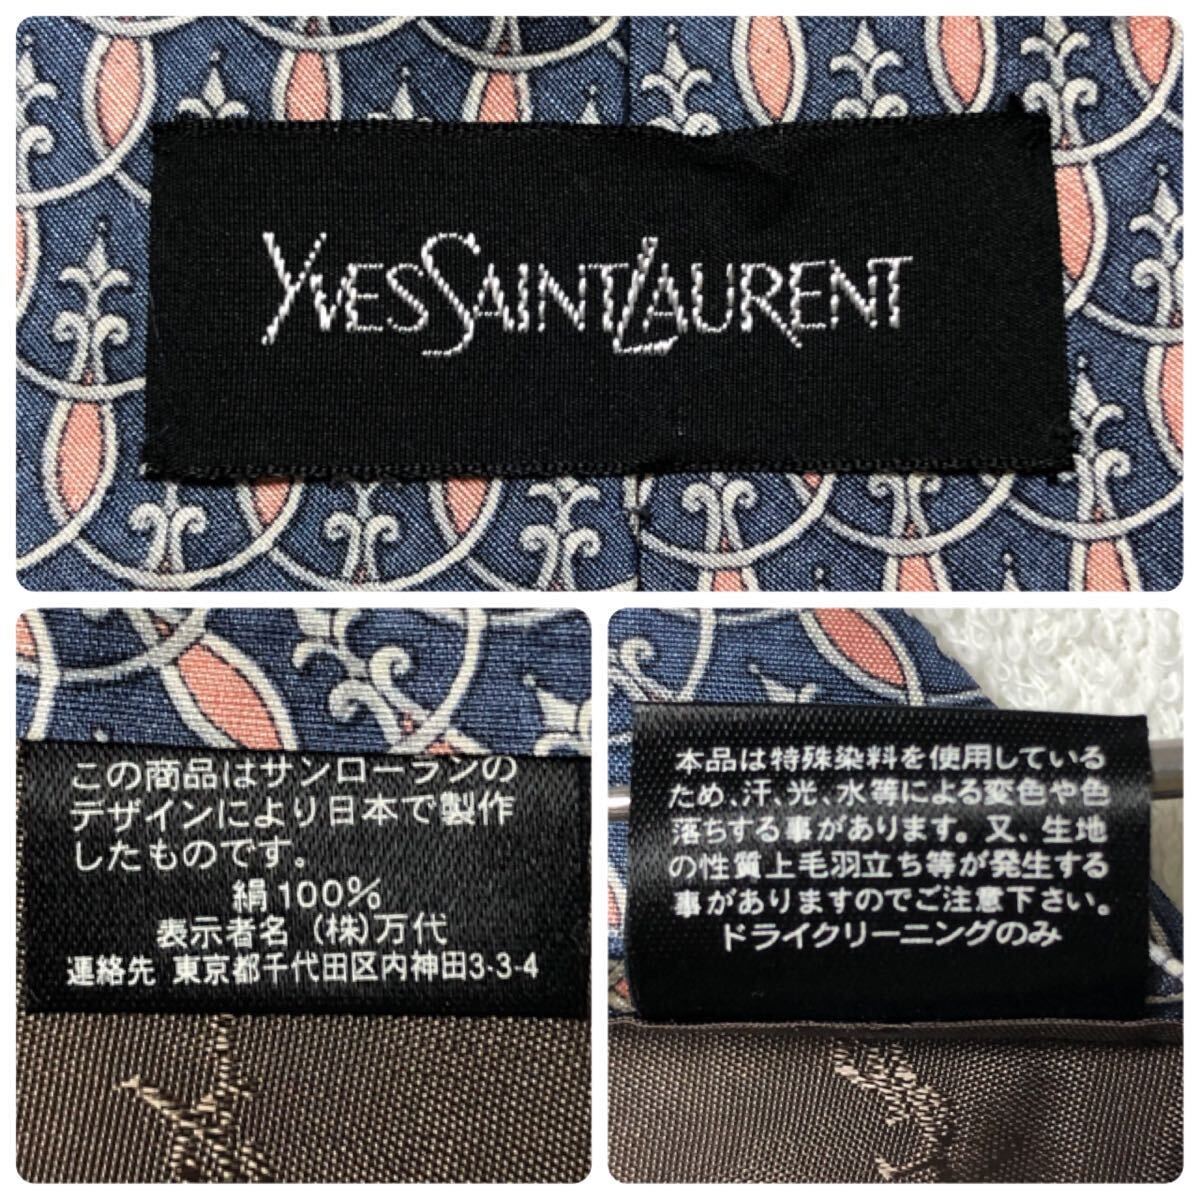 YVESSAINTLAURENT
この商品はサンローランの
デザインにより日本で製作
したものです。
絹100%
表示者名 (株)万代
連絡先 東京都千代田区内神田3-3-4
本品は特殊染料を使用している
ため、汗、光、水等による変色や色
落ちする事があります。又、生地
の性質上毛羽立ち等が発生する
事がありますのでご注意下さい。
ドライクリーニングのみ